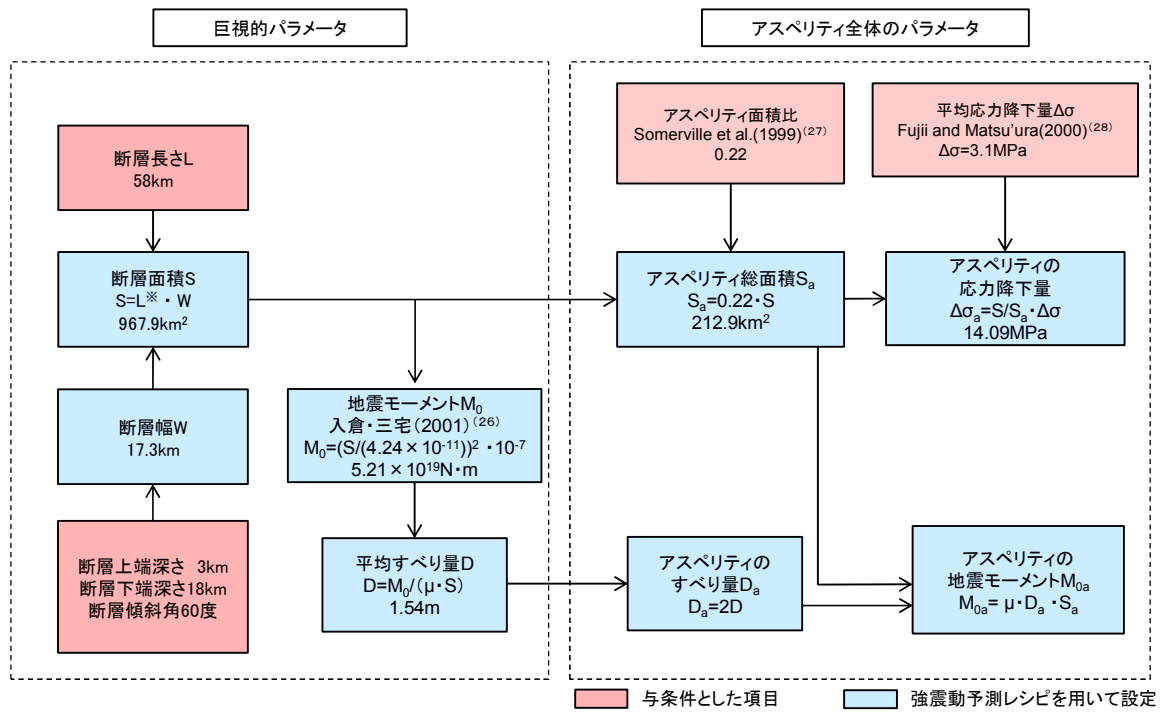 巨視的パラメータ
断層長さL
58km
断層面積S
S=L※・W
967.9km²
断層幅W
17.3km
断層上端深さ 3km
断層下端深さ18km
断層傾斜角60度
地震モーメントM₀
入倉・三宅(2001)⁽²⁶⁾
M₀=(S/(4.24×10⁻¹¹))²・10⁻⁷
5.21×10¹⁹N・m
平均すべり量D
D=M₀/(μ・S)
1.54m
アスペリティ全体のパラメータ
アスペリティ面積比
Somerville et al.(1999)⁽²⁷⁾
0.22
平均応力降下量Δσ
Fujii and Matsu'ura(2000)⁽²⁸⁾
Δσ=3.1MPa
アスペリティ総面積Sₐ
Sₐ=0.22・S
212.9km²
アスペリティの
応力降下量
Δσₐ=S/Sₐ・Δσ
14.09MPa
アスペリティの
すべり量Dₐ
Dₐ=2D
アスペリティの
地震モーメントM₀ₐ
M₀ₐ= μ・Dₐ・Sₐ
与条件とした項目
強震動予測レシピを用いて設定